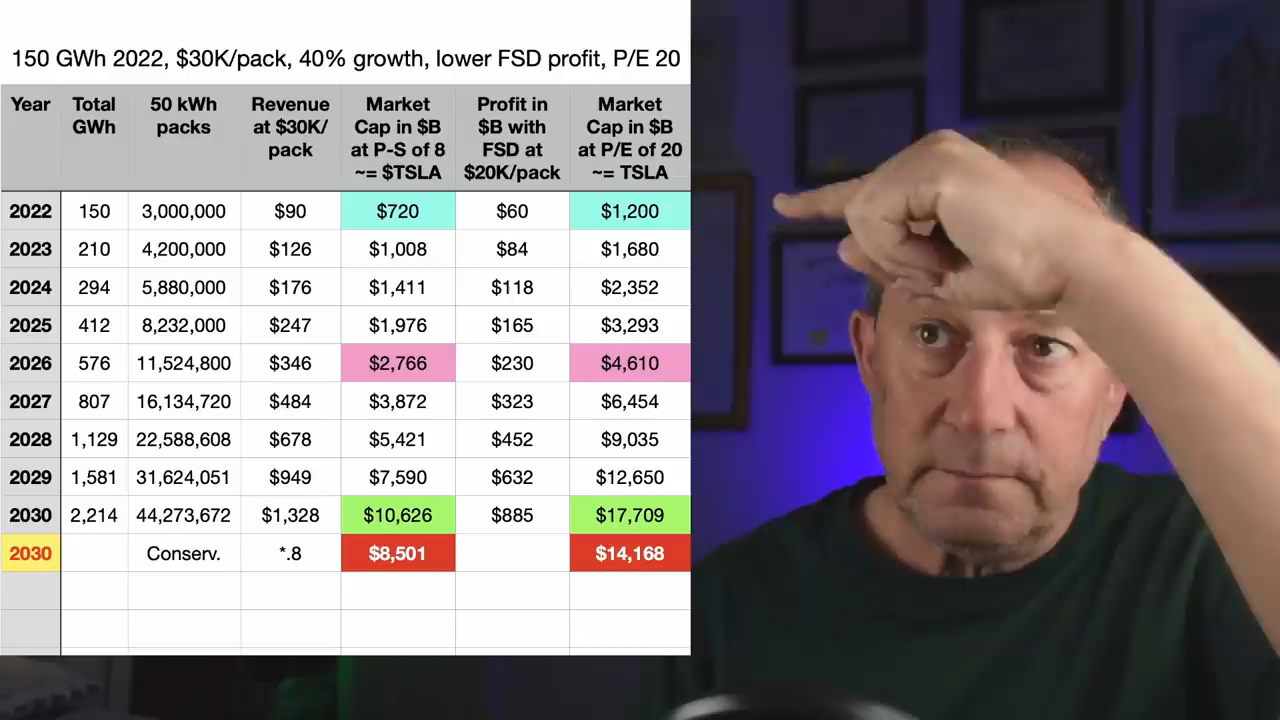 150 GWh 2022, $30K/pack, 40% growth, lower FSD profit, P/E 20
Year Total GWh 50 kWh packs Revenue at $30K/ pack Market Cap in $B at P-S of 8 ~= $TSLA Profit in $B with FSD at $20K/pack Market Cap in $B at P/E of 20 ~= TSLA
2022 150 3,000,000 $90 $720 $60 $1,200
2023 210 4,200,000 $126 $1,008 $84 $1,680
2024 294 5,880,000 $176 $1,411 $118 $2,352
2025 412 8,232,000 $247 $1,976 $165 $3,293
2026 576 11,524,800 $346 $2,766 $230 $4,610
2027 807 16,134,720 $484 $3,872 $323 $6,454
2028 1,129 22,588,608 $678 $5,421 $452 $9,035
2029 1,581 31,624,051 $949 $7,590 $632 $12,650
2030 2,214 44,273,672 $1,328 $10,626 $885 $17,709
2030 Conserv. *.8 $8,501 $14,168